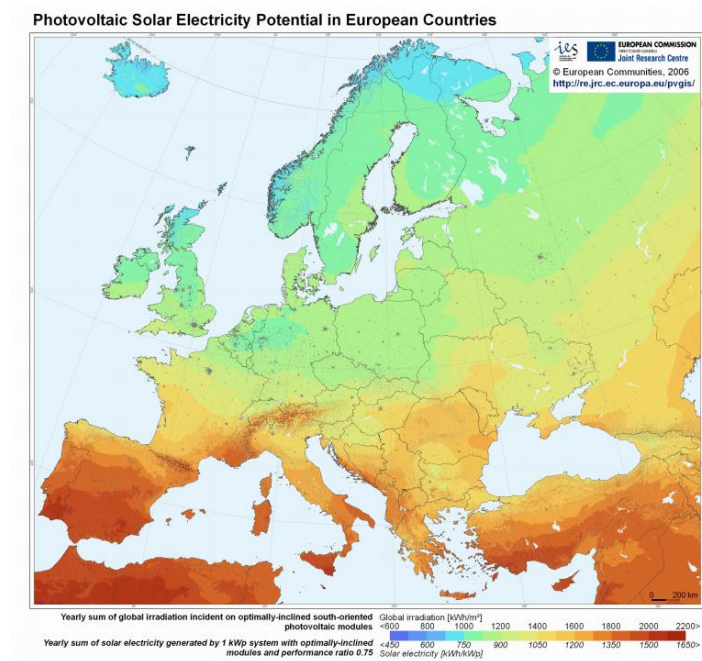 Photovoltaic Solar Electricity Potential in European Countries
ies
EUROPEAN COMMISSION
DIRECTORATE-GENERAL
Joint Research Centre
© European Communities, 2006
http://re.jrc.ec.europa.eu/pvgis/
0 200 km
Yearly sum of global irradiation incident on optimally-inclined south-oriented
photovoltaic modules
Yearly sum of solar electricity generated by 1 kWp system with optimally-inclined
modules and performance ratio 0.75
Global irradiation [kWh/m²]
<600 800 1000 1200 1400 1600 1800 2000 2200>
<450 600 750 900 1050 1200 1350 1500 1650>
Solar electricity [kWh/kWp]